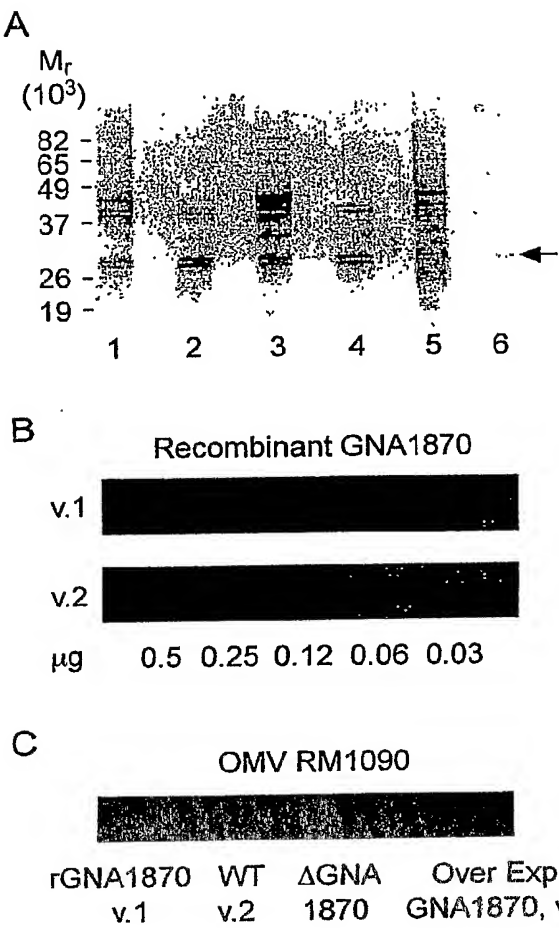 A
Mr
(10³)
82
65
49
37
26
19
1 2 3 4 5 6
B
Recombinant GNA1870
v.1
v.2
μg 0.5 0.25 0.12 0.06 0.03
C
OMV RM1090
rGNA1870 WT ΔGNA Over Exp
v.1 v.2 1870 GNA1870, v